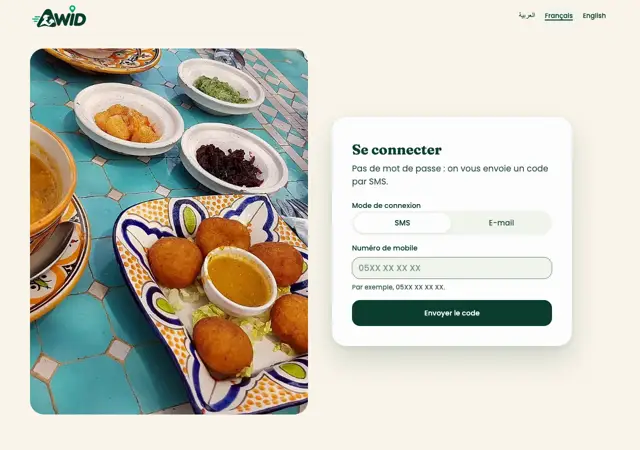 AWID
العربية
Français
English
Se connecter
Pas de mot de passe : on vous envoie un code
par SMS.
Mode de connexion
SMS
E-mail
Numéro de mobile
05XX XX XX XX
Par exemple, 05XX XX XX XX.
Envoyer le code